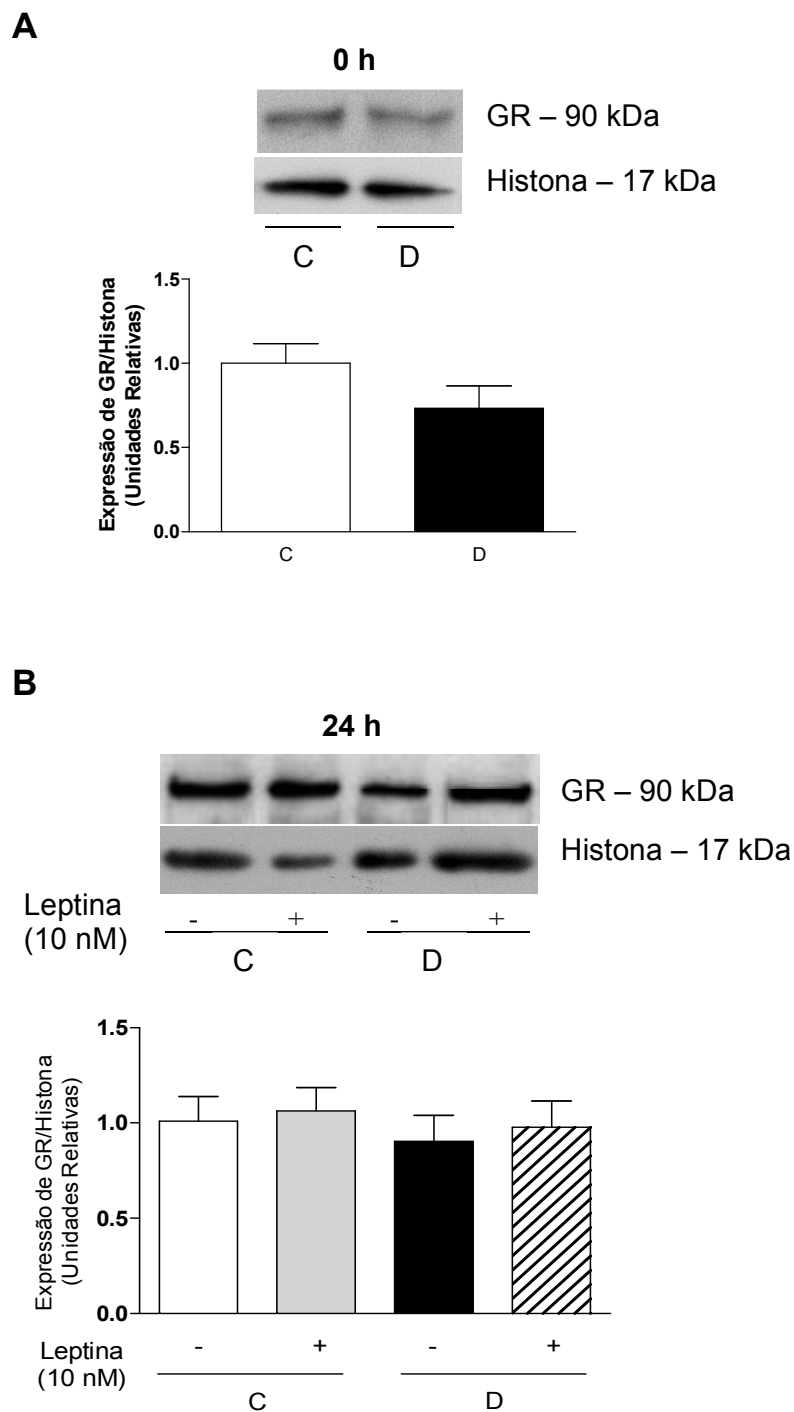 A
0 h
GR – 90 kDa
Histona – 17 kDa
C D
Expressão de GR/Histona
(Unidades Relativas)
1.5
1.0
0.5
0.0
C D
B
24 h
GR – 90 kDa
Histona – 17 kDa
Leptina
(10 nM)
- + - +
C D
Expressão de GR/Histona
(Unidades Relativas)
1.5
1.0
0.5
0.0
Leptina
(10 nM)
- + - +
C D